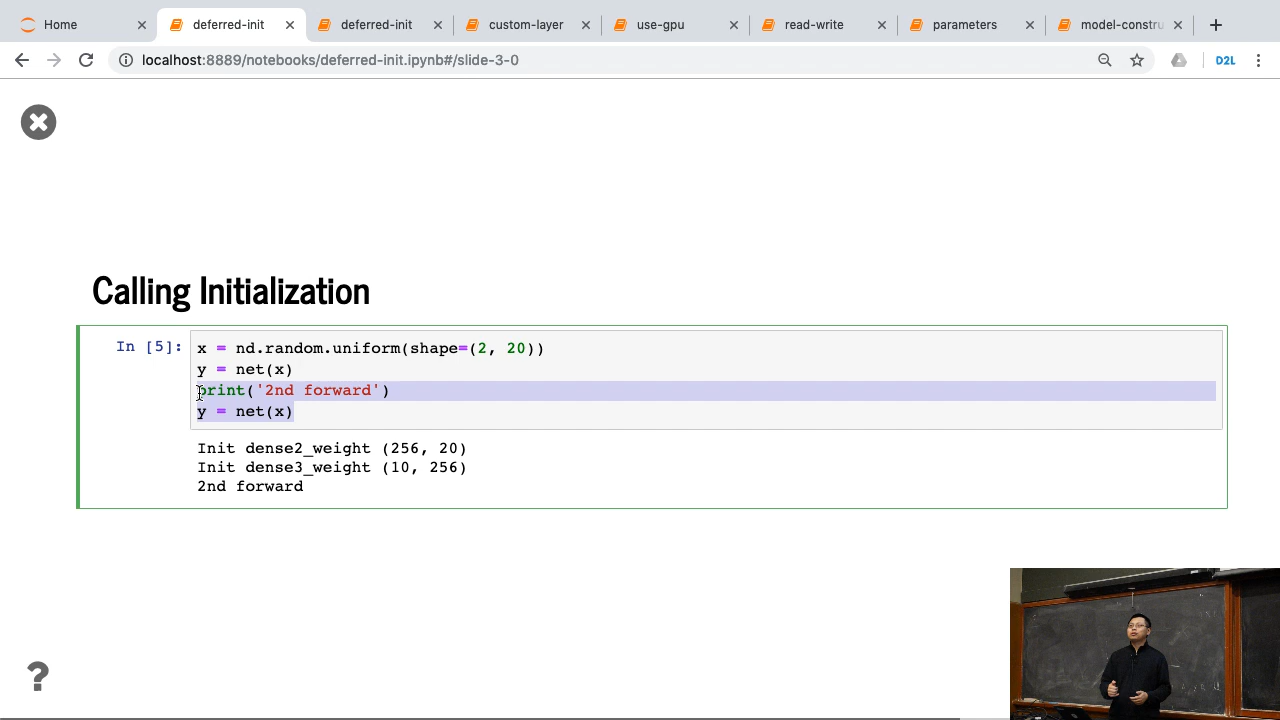 Home
deferred-init
deferred-init
custom-layer
use-gpu
read-write
parameters
model-constru
localhost:8889/notebooks/deferred-init.ipynb#/slide-3-0
D2L
Calling Initialization
In [5]:
x = nd.random.uniform(shape=(2, 20))
y = net(x)
print('2nd forward')
y = net(x)
Init dense2_weight (256, 20)
Init dense3_weight (10, 256)
2nd forward
?